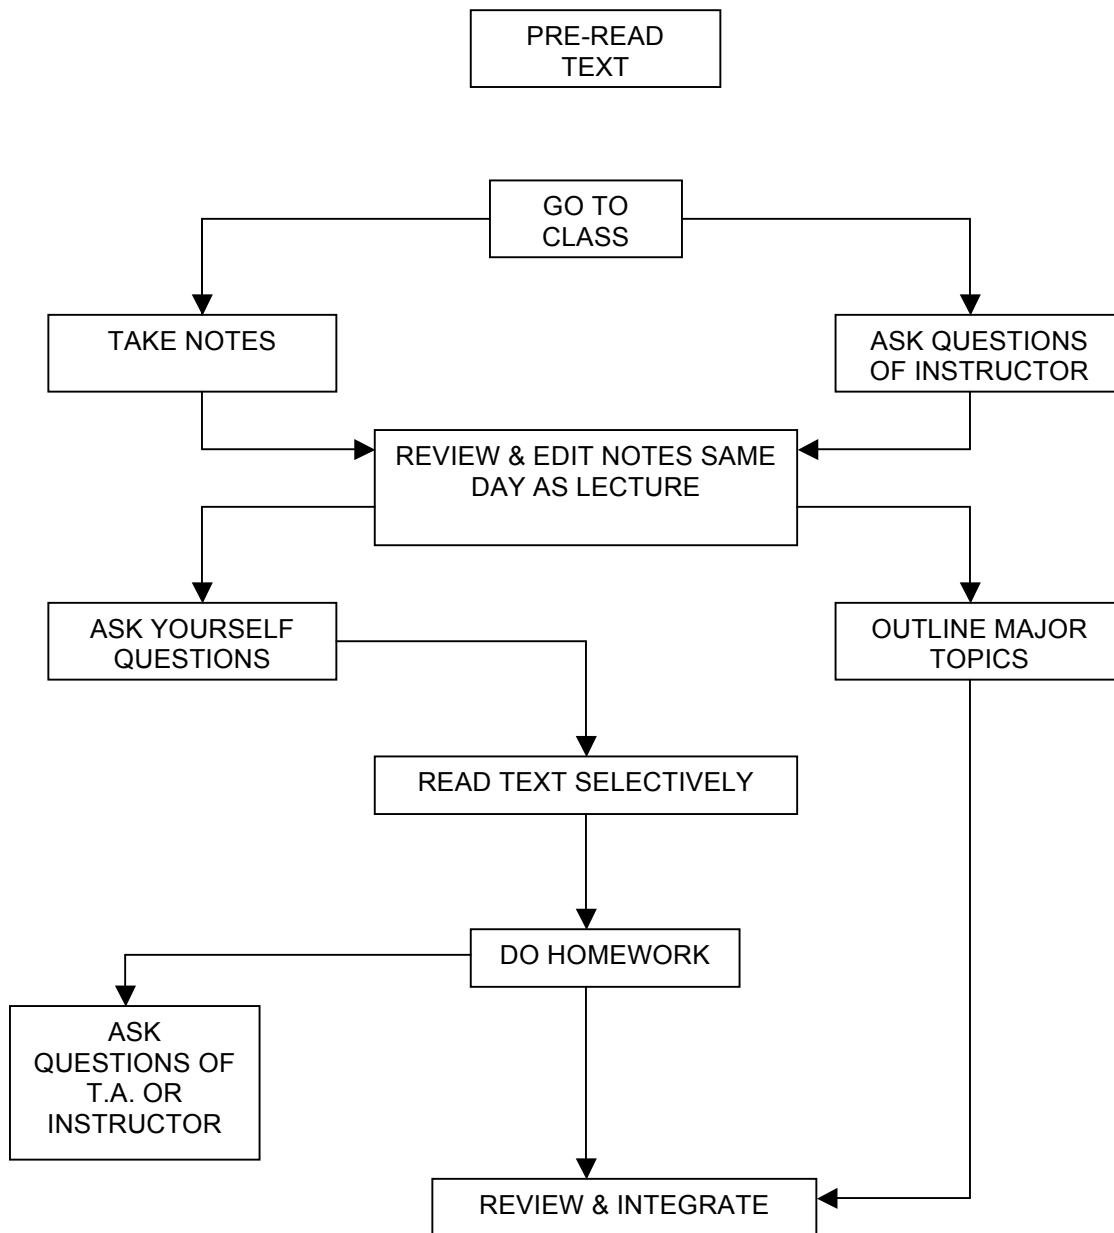 PRE-READ
TEXT
GO TO
CLASS
TAKE NOTES
ASK QUESTIONS
OF INSTRUCTOR
REVIEW & EDIT NOTES SAME
DAY AS LECTURE
ASK YOURSELF
QUESTIONS
OUTLINE MAJOR
TOPICS
READ TEXT SELECTIVELY
DO HOMEWORK
ASK
QUESTIONS OF
T.A. OR
INSTRUCTOR
REVIEW & INTEGRATE